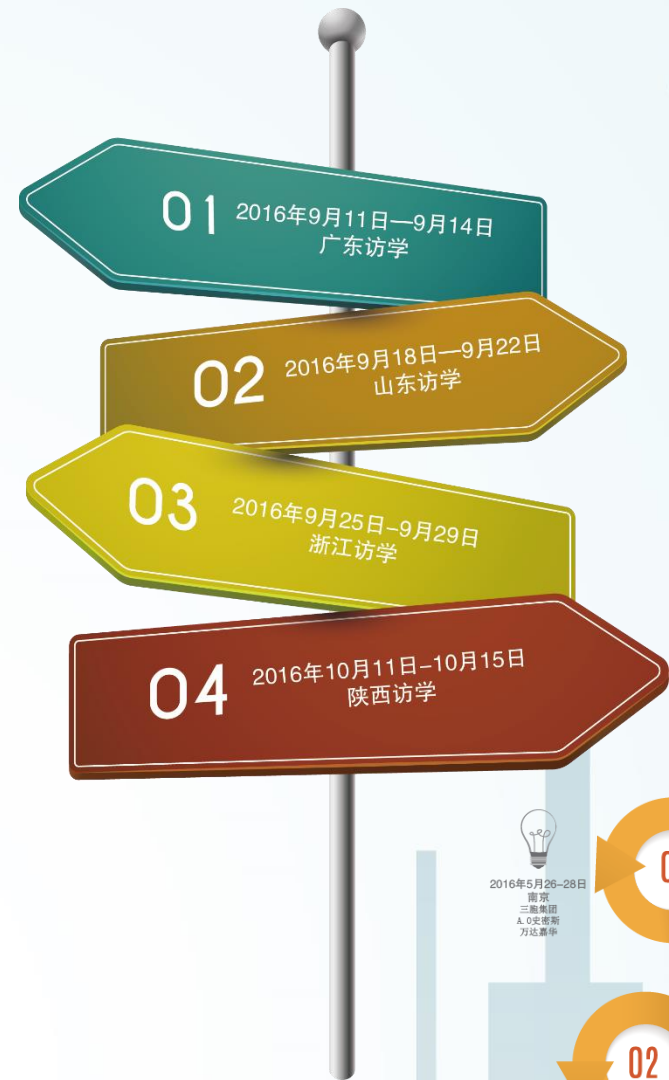 01
2016年9月11日—9月14日
广东访学
02
2016年9月18日—9月22日
山东访学
03
2016年9月25日–9月29日
浙江访学
04
2016年10月11日–10月15日
陕西访学
2016年5月26–28日
南京
三胞集团
A.O史密斯
万达嘉华
02